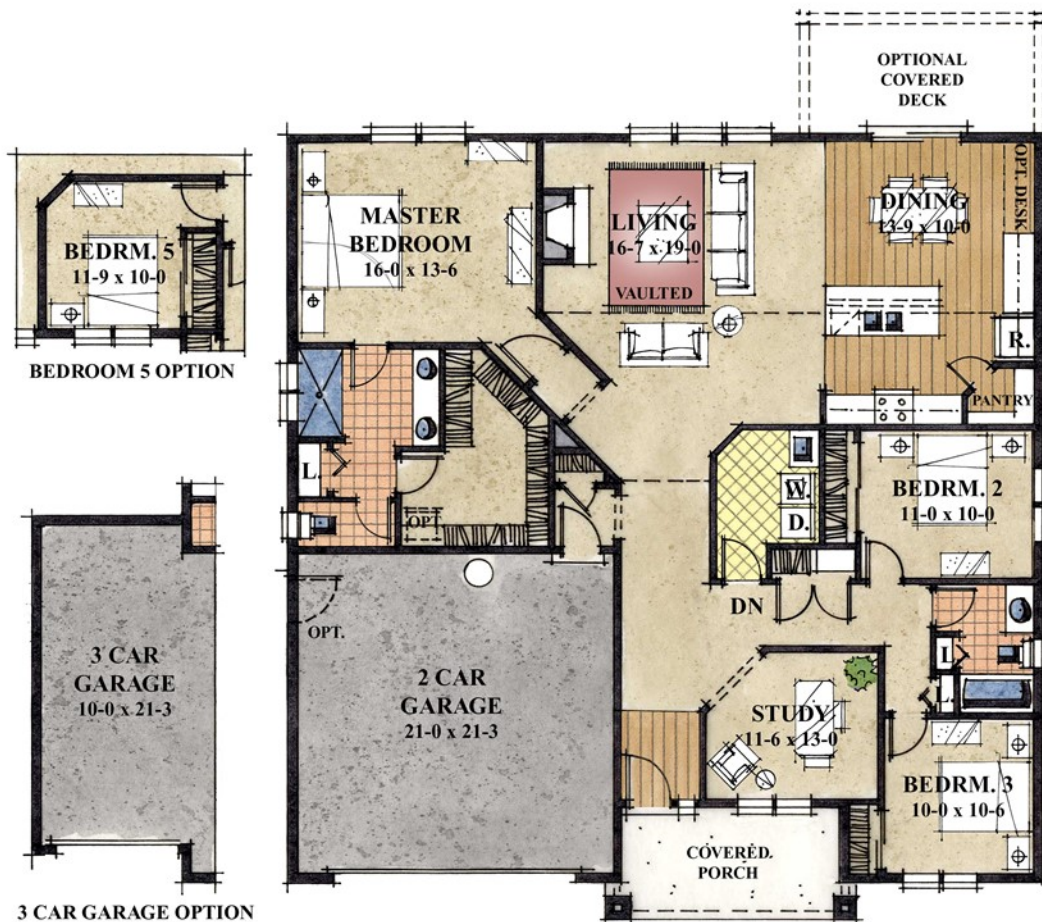 OPTIONAL
COVERED
DECK
OPT. DESK
MASTER
BEDROOM
16-0 x 13-6
LIVING
16-7 x 19-0
VAULTED
DINING
13-9 x 10-0
R.
PANTRY
BEDRM. 5
11-9 x 10-0
BEDROOM 5 OPTION
L.
OPT
W.
D.
BEDRM. 2
11-0 x 10-0
DN
OPT.
L
L
3 CAR
GARAGE
10-0 x 21-3
2 CAR
GARAGE
21-0 x 21-3
STUDY
11-6 x 13-0
BEDRM. 3
10-0 x 10-6
COVERED
PORCH
3 CAR GARAGE OPTION